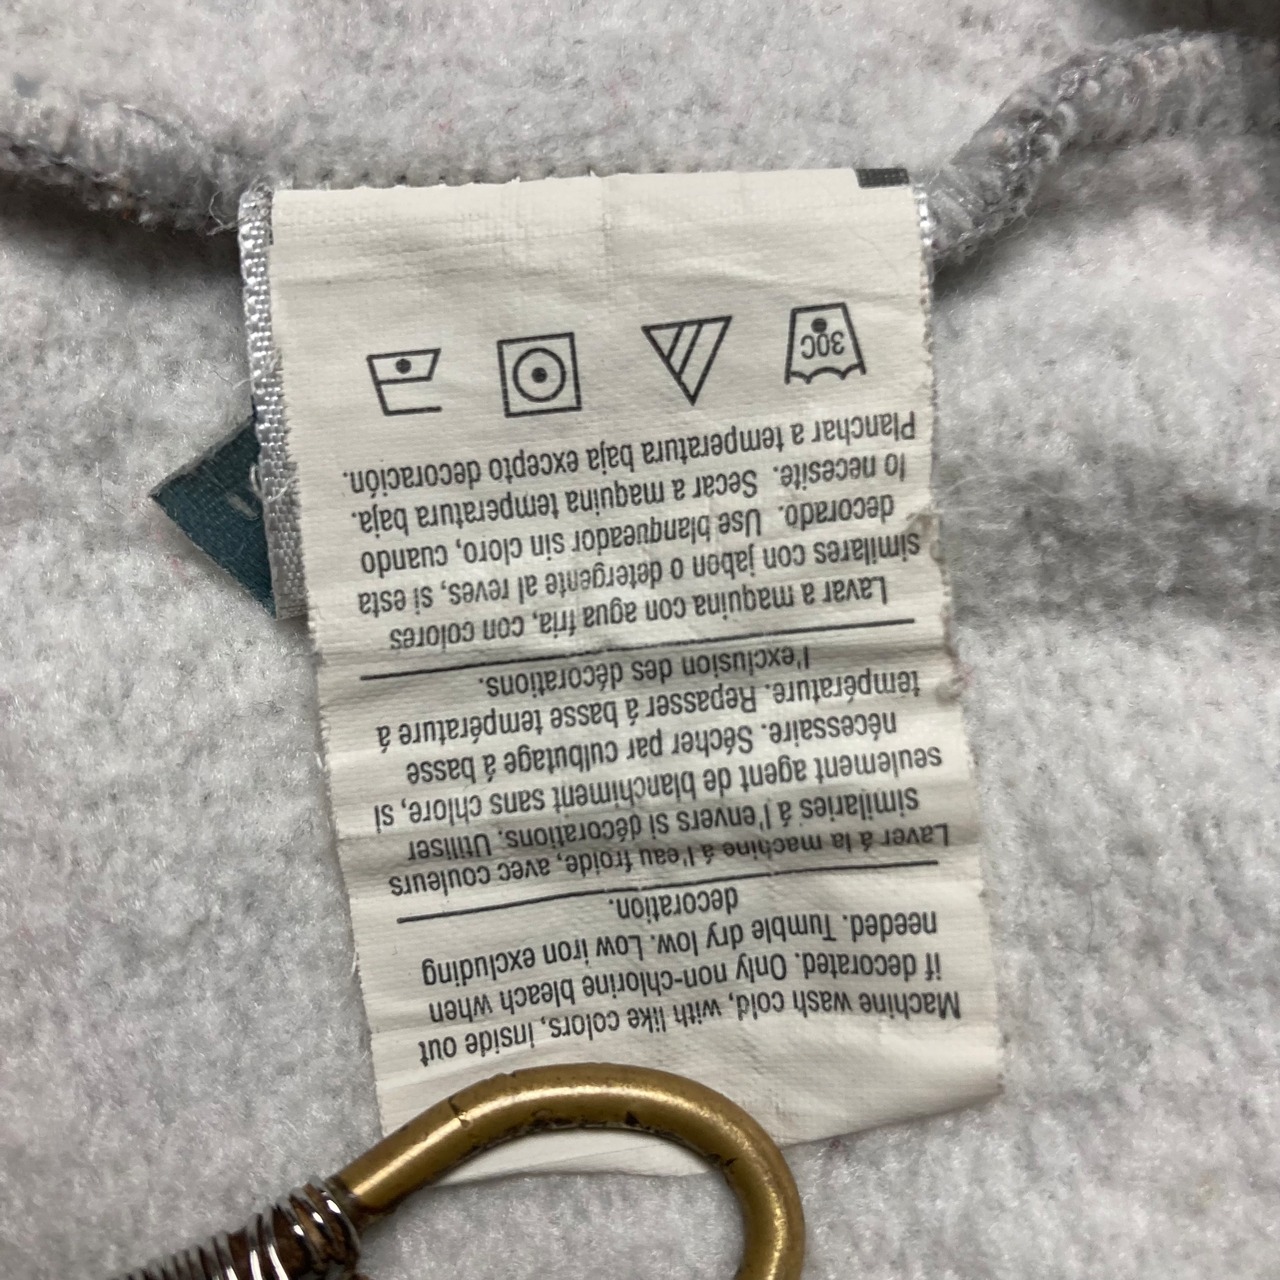 Machine wash cold, with like colors, inside out
if decorated. Only non-chlorine bleach when
needed. Tumble dry low. Low iron excluding
decoration.
Laver á la machine á l'eau froide, avec couleurs
similaries á l'envers si décorations. Utiliser
seulement agent de blanchiment sans chlore, si
nécessaire. Sécher par culbutage á basse
température. Repasser á basse température á
l'exclusion des décorations.
Lavar a maquina con agua fria, con colores
similares con jabon o detergente al reves, si esta
decorado. Use blanqueador sin cloro, cuando
lo necesite. Secar a maquina temperatura baja.
Planchar a temperatura baja excepto decoración.
30C